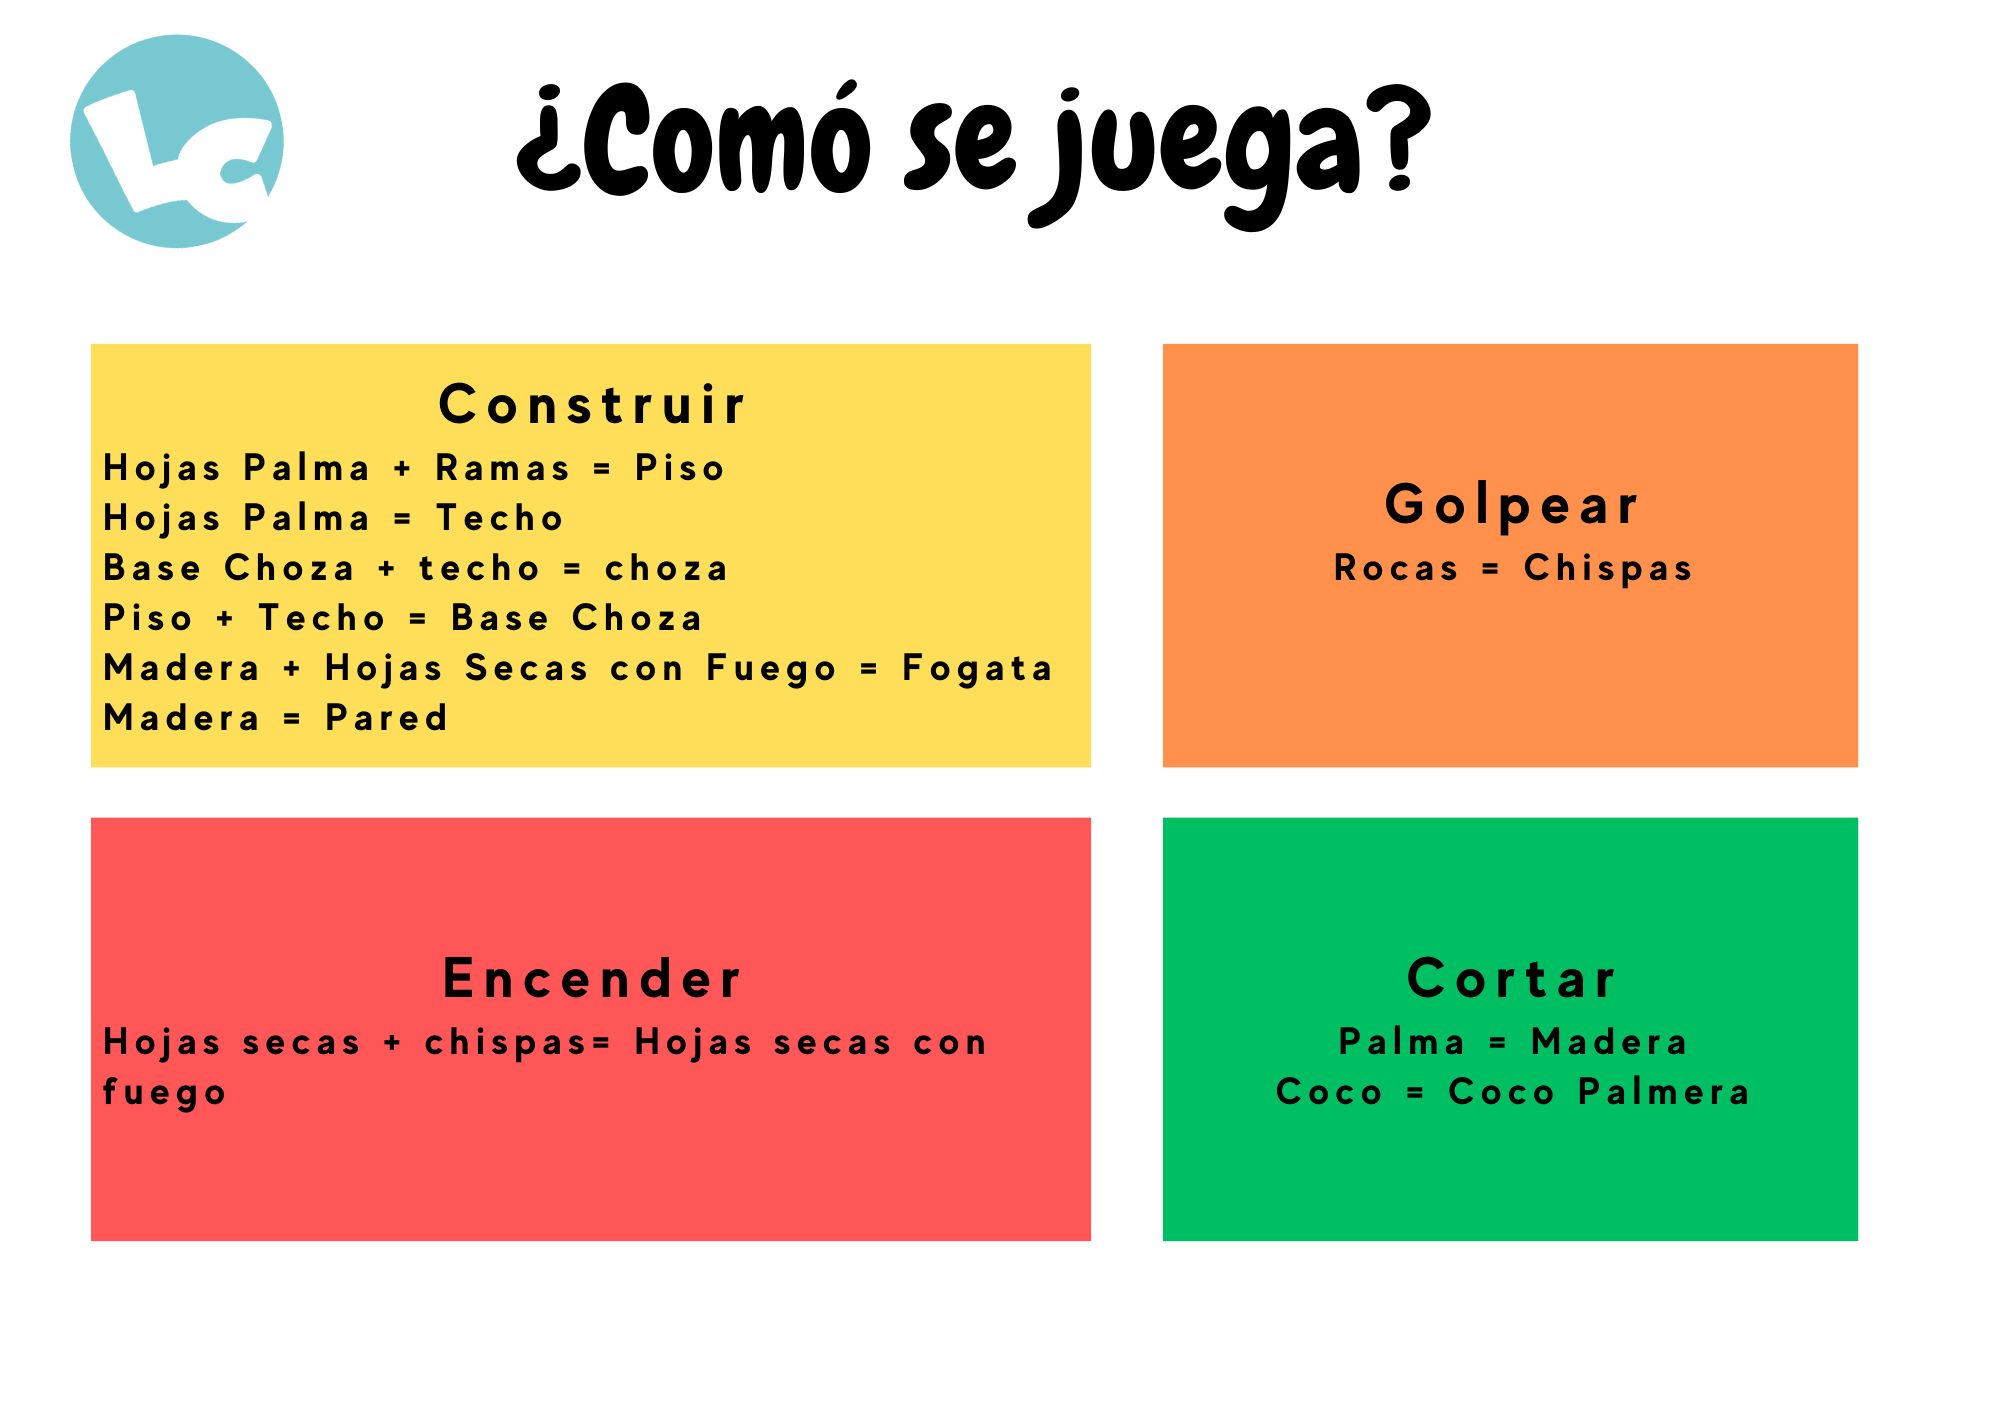 LC
¿Comó se juega?
Construir
Hojas Palma + Ramas = Piso
Hojas Palma = Techo
Base Choza + techo = choza
Piso + Techo = Base Choza
Madera + Hojas Secas con Fuego = Fogata
Madera = Pared
Golpear
Rocas = Chispas
Encender
Hojas secas + chispas= Hojas secas con
fuego
Cortar
Palma = Madera
Coco = Coco Palmera